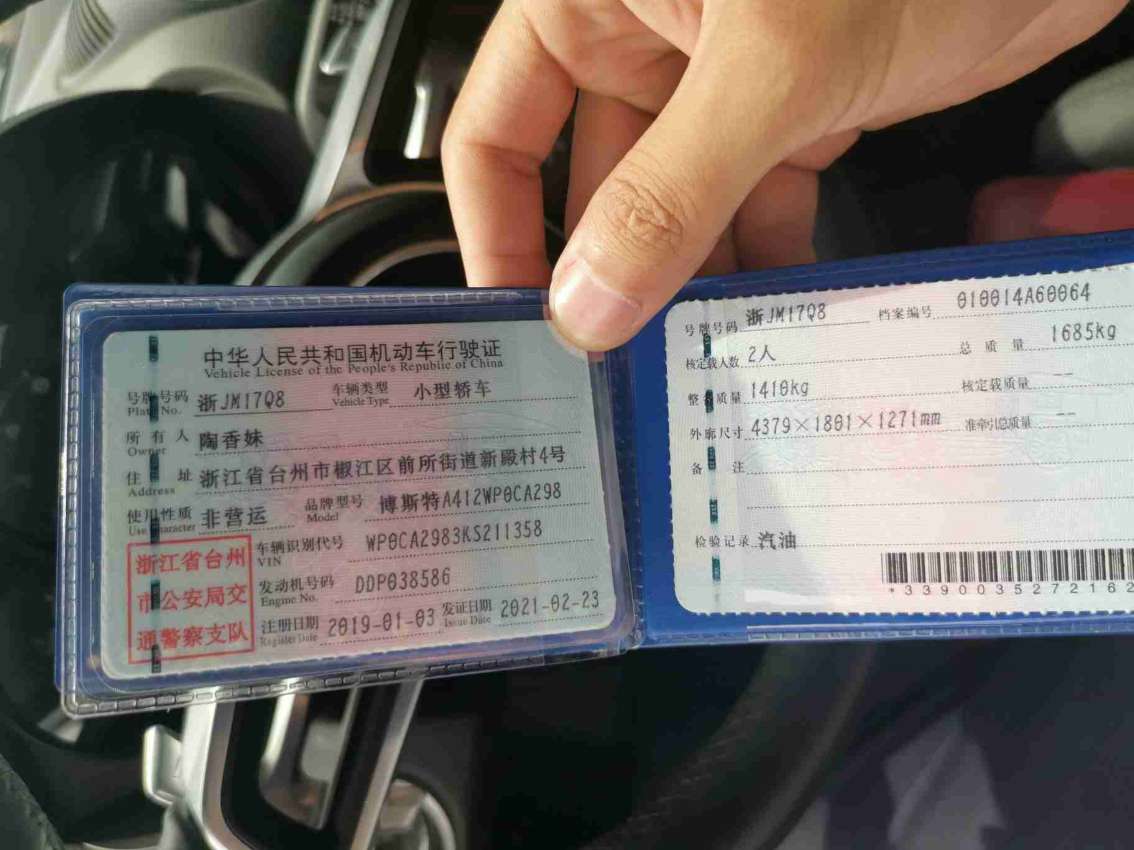 中华人民共和国机动车行驶证
Vehicle License of the People's Republic of China
号牌号码 浙JM17Q8 车辆类型 小型轿车
Plate No. Vehicle Type
所有人 陶香妹
Owner
住址 浙江省台州市椒江区前所街道新殿村4号
Address
使用性质 非营运 品牌型号 博斯特A412WP0CA298
Use Character Model
浙江省台州
市公安局交
通警察支队
车辆识别代号 WP0CA2983KS211358
VIN
发动机号码 DDP038586
Engine No.
注册日期 2019-01-03 发证日期 2021-02-23
Register Date Issue Date
号牌号码 浙JM17Q8 档案编号 010014A60064
核定载人数 2人 总质量 1685kg
整备质量 1410kg 核定载质量 --
外廓尺寸 4379×1801×1271mm 准牵引总质量 --
备注
检验记录 汽油
*3390035272162